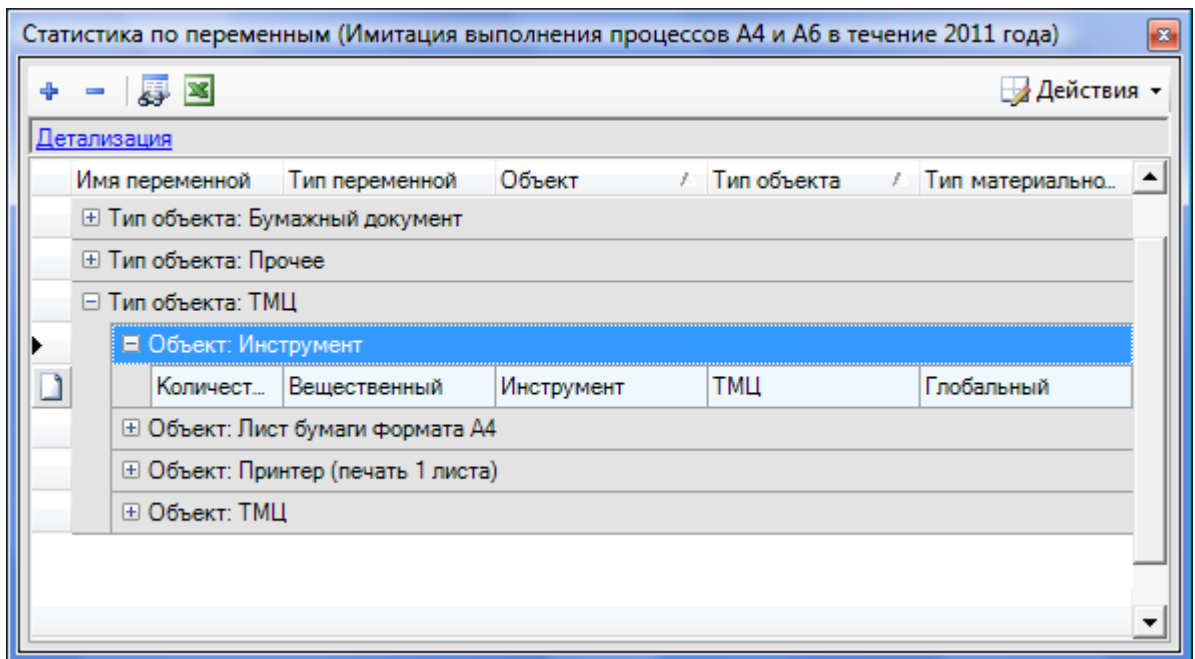 Статистика по переменным (Имитация выполнения процессов А4 и А6 в течение 2011 года)
Действия
Детализация
Имя переменной Тип переменной Объект Тип объекта Тип материально...
Тип объекта: Бумажный документ
Тип объекта: Прочее
Тип объекта: ТМЦ
Объект: Инструмент
Количест... Вещественный Инструмент ТМЦ Глобальный
Объект: Лист бумаги формата А4
Объект: Принтер (печать 1 листа)
Объект: ТМЦ